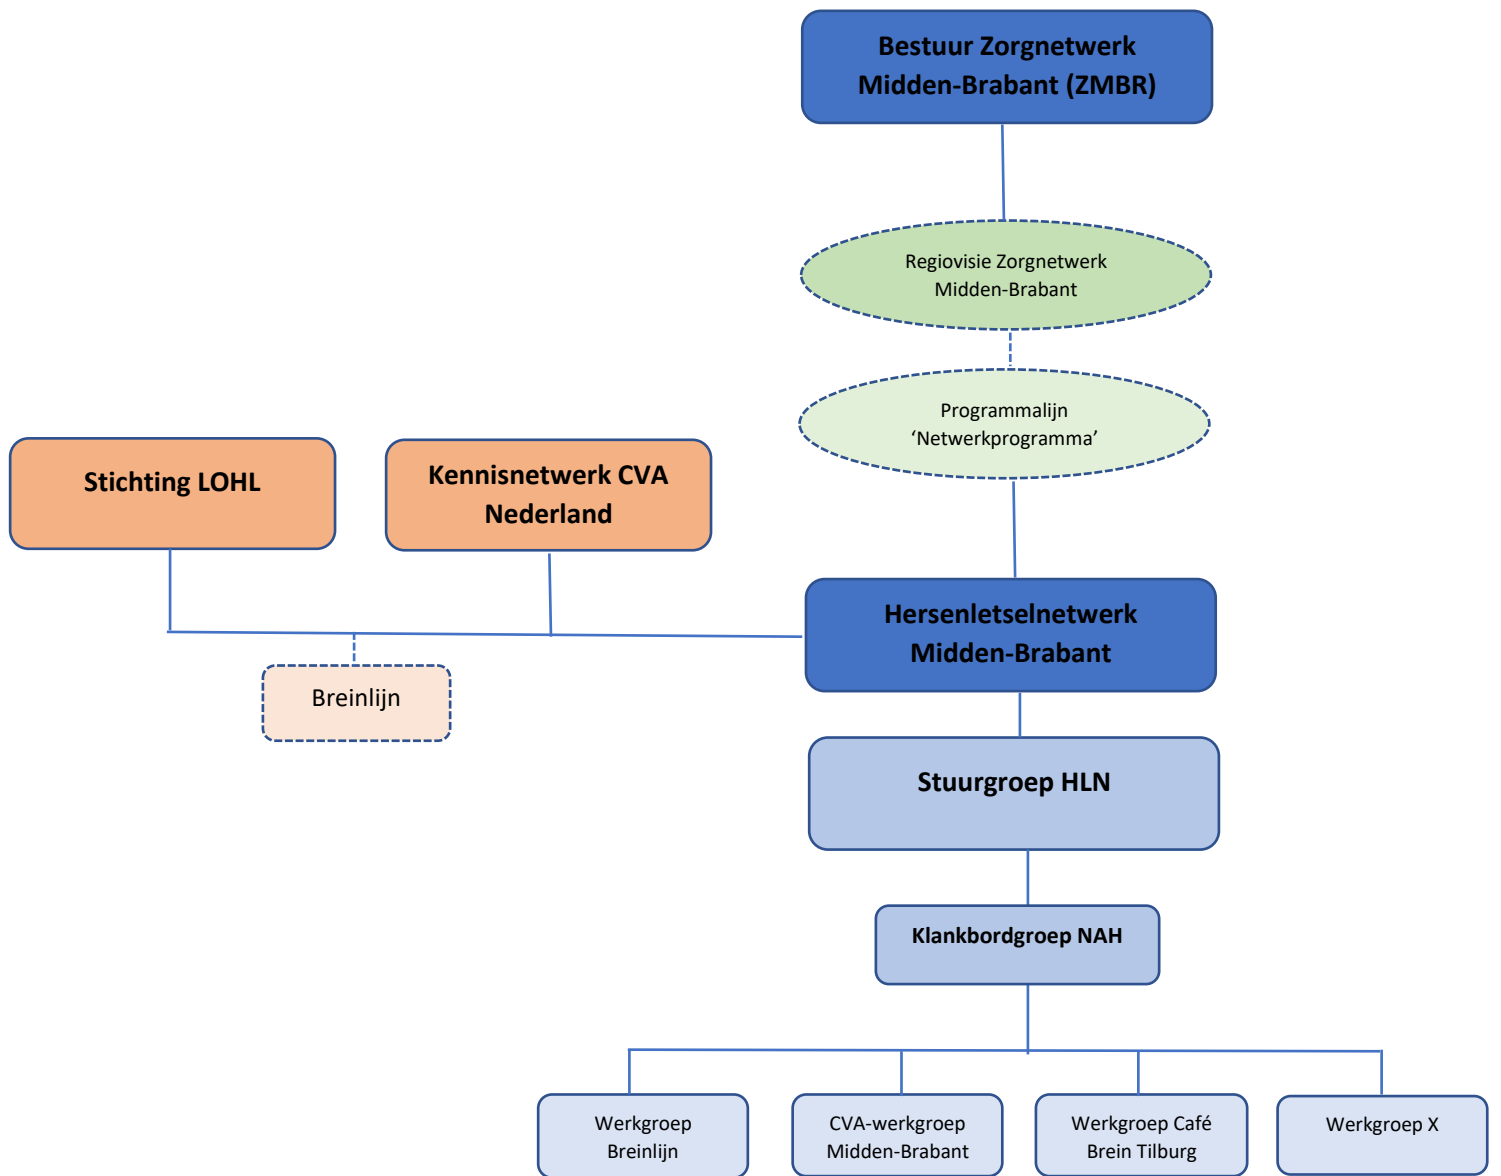 Bestuur Zorgnetwerk
Midden-Brabant (ZMBR)
Regiovisie Zorgnetwerk
Midden-Brabant
Programmalijn
‘Netwerkprogramma’
Stichting LOHL
Kennisnetwerk CVA
Nederland
Hersenletselnetwerk
Midden-Brabant
Breinlijn
Stuurgroep HLN
Klankbordgroep NAH
Werkgroep
Breinlijn
CVA-werkgroep
Midden-Brabant
Werkgroep Café
Brein Tilburg
Werkgroep X